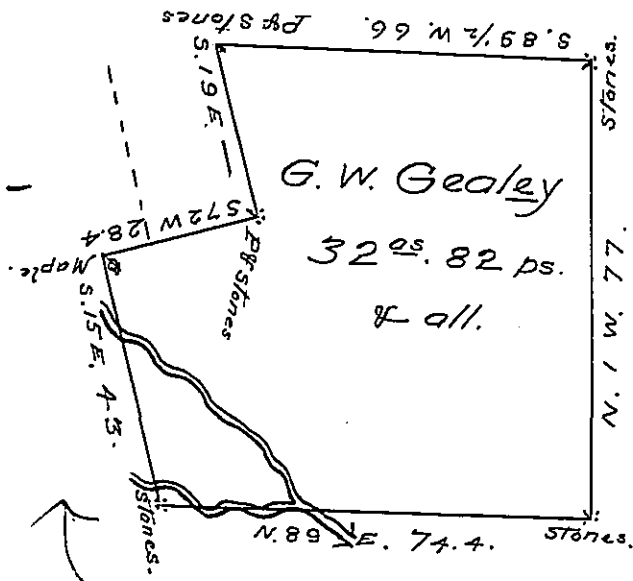 S. 89 1/2 W. 66.
Pg Stones
Stones.
S. 19 E. —
G. W. Gealey
32 as. 82 ps.
& all.
S 72 W 28.4
Pg Stones
Maple.
N. 1 W. 77.
S. 15 E. 43.
Stones.
N. 89 E. 74.4.
Stones.